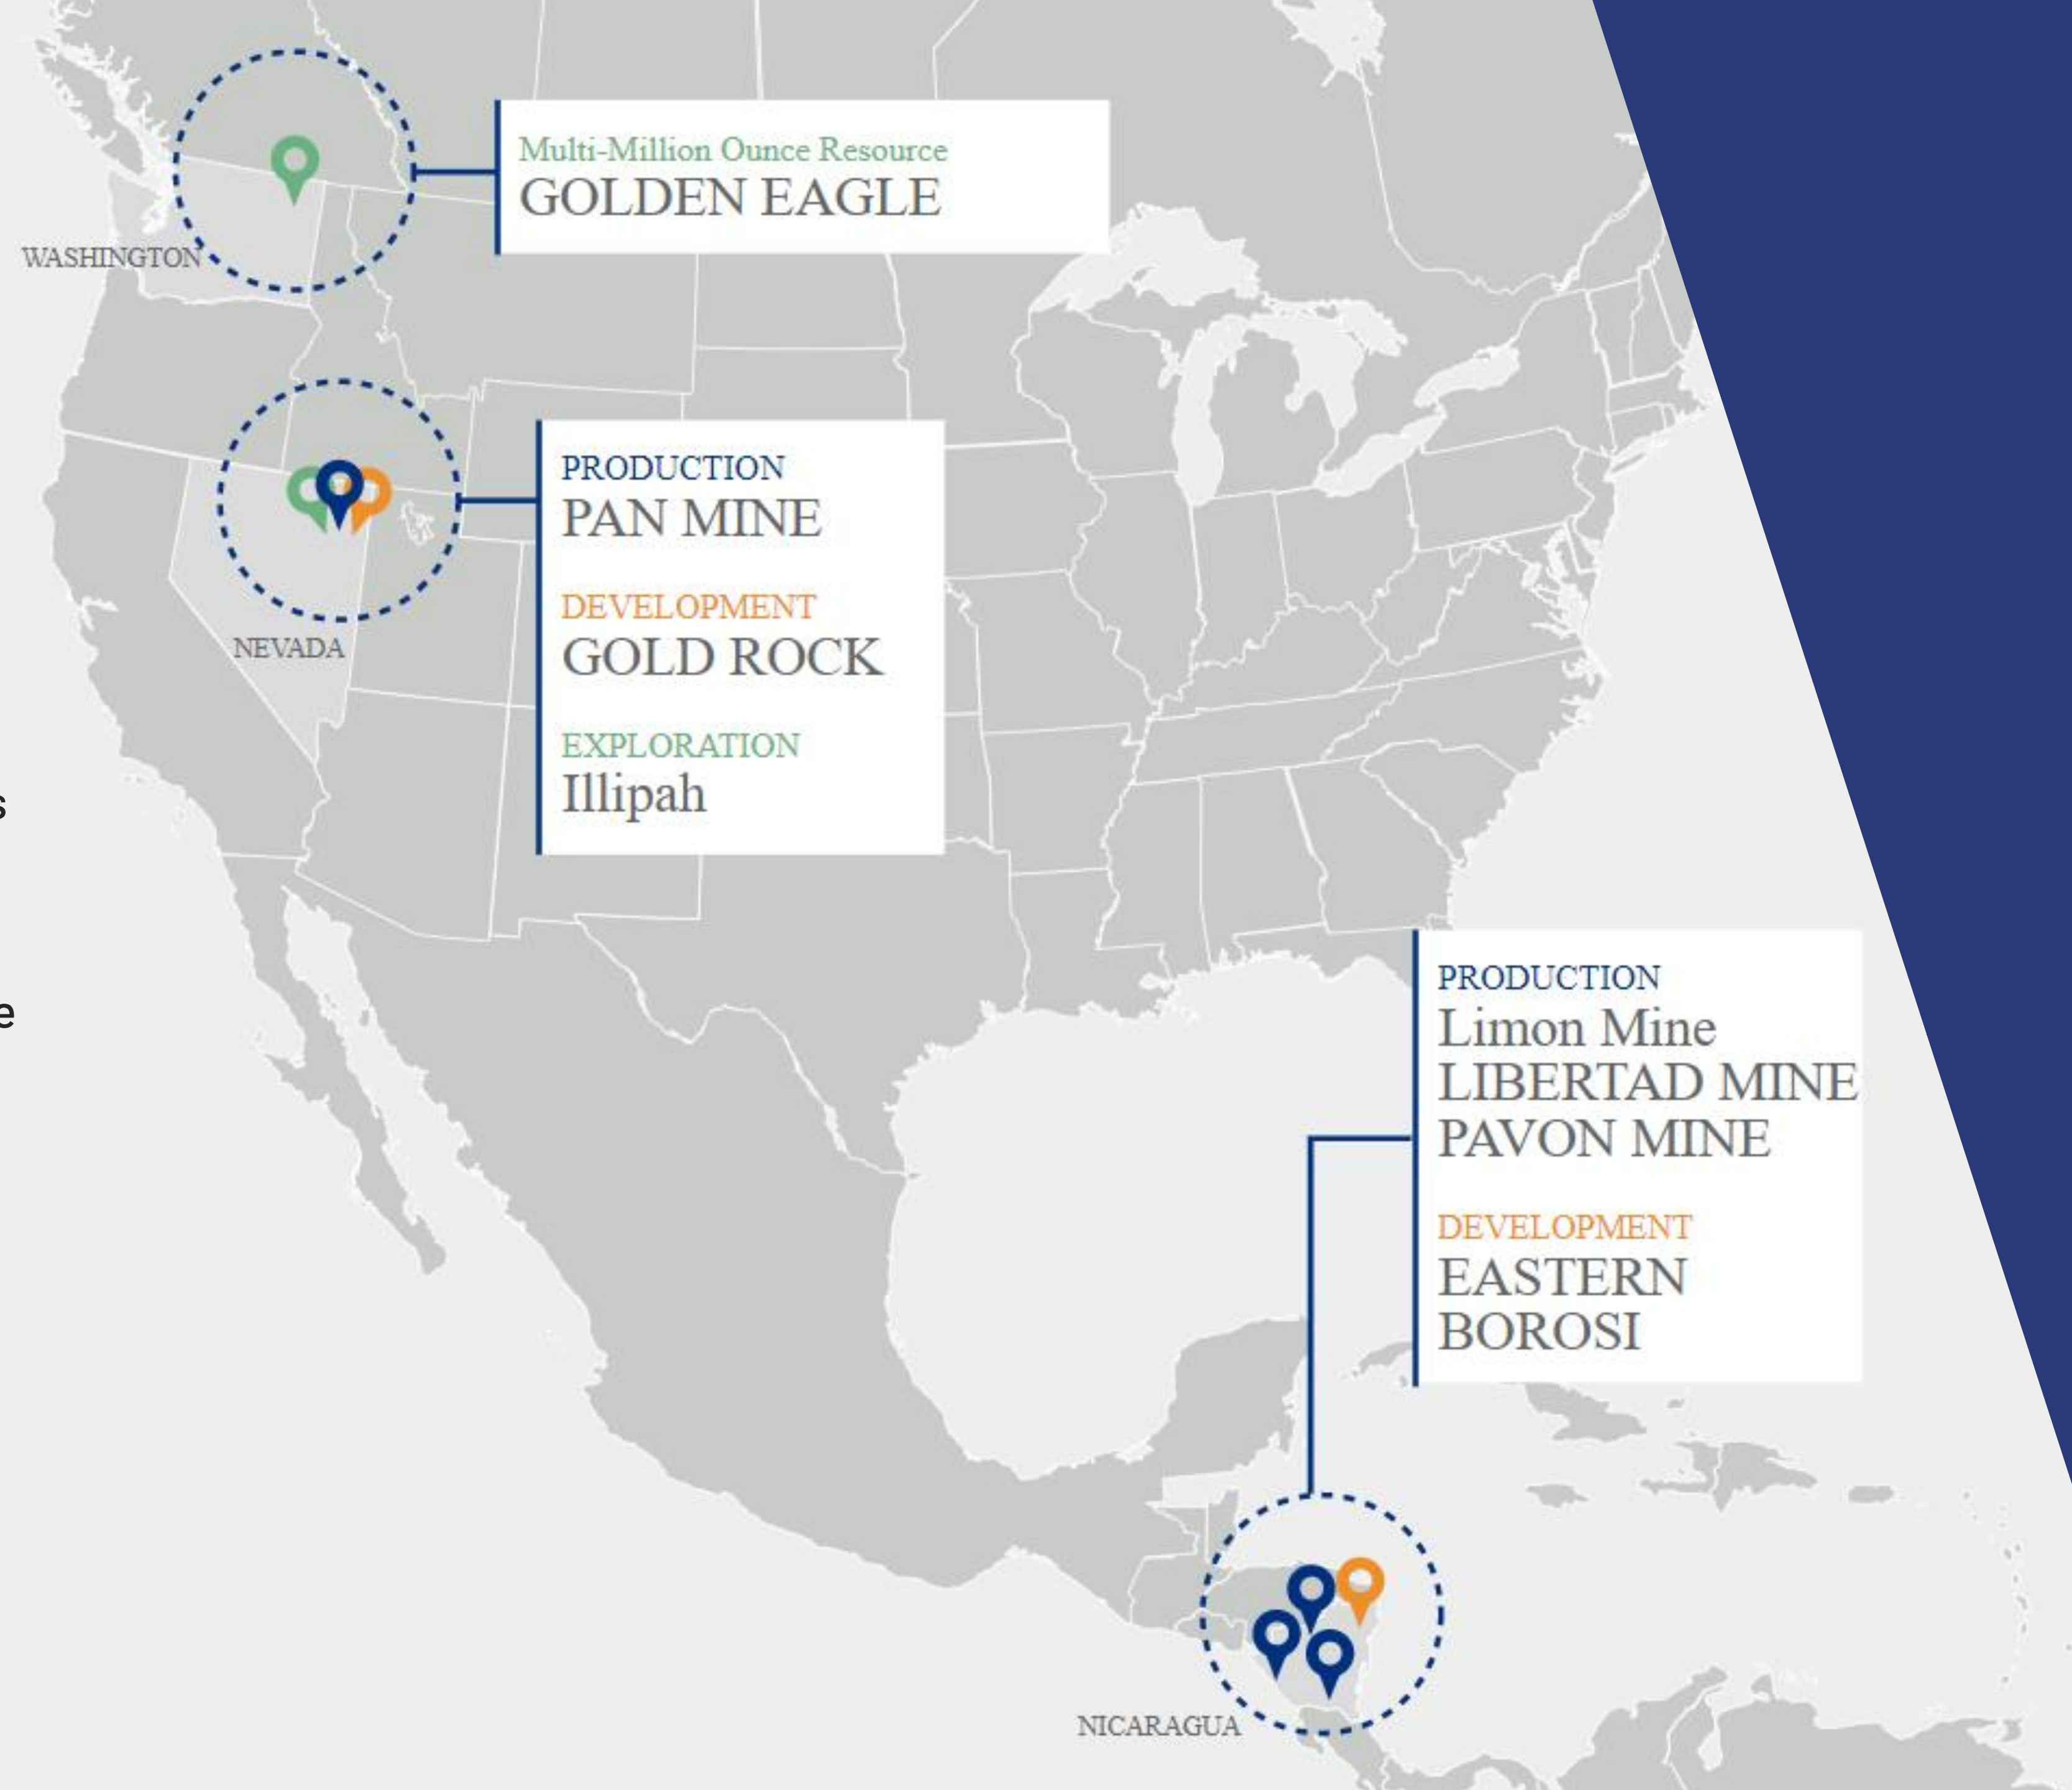 Multi-Million Ounce Resource
GOLDEN EAGLE
WASHINGTON
PRODUCTION
PAN MINE
DEVELOPMENT
GOLD ROCK
EXPLORATION
Illipah
NEVADA
s
e
PRODUCTION
Limon Mine
LIBERTAD MINE
PAVON MINE
DEVELOPMENT
EASTERN
BOROSI
NICARAGUA